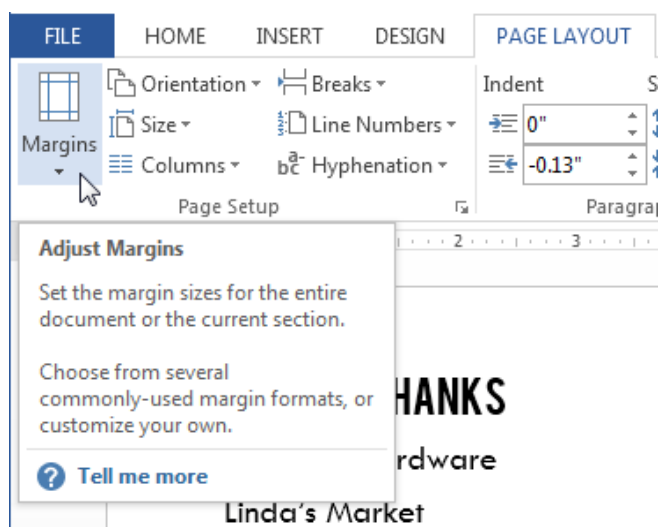 FILE HOME INSERT DESIGN PAGE LAYOUT
Orientation Breaks Indent S
Size Line Numbers 0"
Margins
Columns Hyphenation -0.13"
Page Setup Paragra
Adjust Margins
2 3
Set the margin sizes for the entire
document or the current section.
Choose from several
commonly-used margin formats, or
customize your own.
HANKS
Tell me more
rdware
Linda's Market